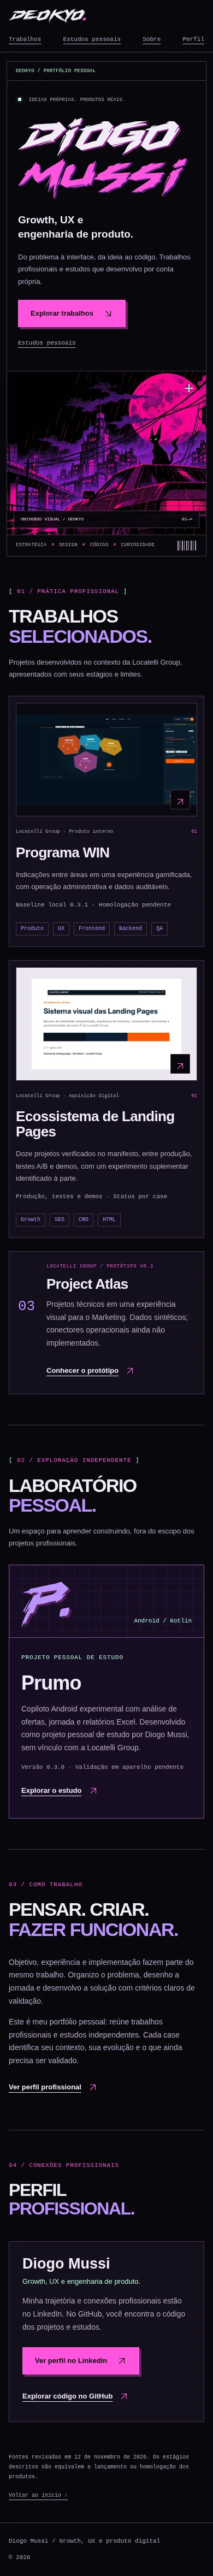 DEOKYO.
Trabalhos Estudos pessoais Sobre Perfil
DEOKYO / PORTFÓLIO PESSOAL
IDEIAS PRÓPRIAS. PRODUTOS REAIS.
DIOGO
MUSSI
Growth, UX e
engenharia de produto.
Do problema à interface, da ideia ao código. Trabalhos
profissionais e estudos que desenvolvo por conta
própria.
Explorar trabalhos
Estudos pessoais
UNIVERSO VISUAL / DEOKYO
ESTRATÉGIA DESIGN CÓDIGO CURIOSIDADE
[ 01 / PRÁTICA PROFISSIONAL ]
TRABALHOS
SELECIONADOS.
Projetos desenvolvidos no contexto da Locatelli Group,
apresentados com seus estágios e limites.
Locatelli Group · Produto interno 01
Programa WIN
Indicações entre áreas em uma experiência gamificada,
com operação administrativa e dados auditáveis.
Baseline local 0.3.1 · Homologação pendente
Produto UX Frontend Backend QA
Sistema visual das Landing
Pages
Locatelli Group · Aquisição digital 02
Ecossistema de Landing
Pages
Doze projetos verificados no manifesto, entre produção,
testes A/B e demos, com um experimento suplementar
identificado à parte.
Produção, testes e demos · Status por case
Growth SEO CRO HTML
LOCATELLI GROUP / PROTÓTIPO V0.3
03
Project Atlas
Projetos técnicos em uma experiência
visual para o Marketing. Dados sintéticos;
conectores operacionais ainda não
implementados.
Conhecer o protótipo
[ 02 / EXPLORAÇÃO INDEPENDENTE ]
LABORATÓRIO
PESSOAL.
Um espaço para aprender construindo, fora do escopo dos
projetos profissionais.
P.
Android / Kotlin
PROJETO PESSOAL DE ESTUDO
Prumo
Copiloto Android experimental com análise de
ofertas, jornada e relatórios Excel. Desenvolvido
como projeto pessoal de estudo por Diogo Mussi,
sem vínculo com a Locatelli Group.
Versão 0.3.0 · Validação em aparelho pendente
Explorar o estudo
03 / COMO TRABALHO
PENSAR. CRIAR.
FAZER FUNCIONAR.
Objetivo, experiência e implementação fazem parte do
mesmo trabalho. Organizo o problema, desenho a
jornada e desenvolvo a solução com critérios claros de
validação.
Este é meu portfólio pessoal: reúne trabalhos
profissionais e estudos independentes. Cada case
identifica seu contexto, sua evolução e o que ainda
precisa ser validado.
Ver perfil profissional
04 / CONEXÕES PROFISSIONAIS
PERFIL
PROFISSIONAL.
Diogo Mussi
Growth, UX e engenharia de produto.
Minha trajetória e conexões profissionais estão
no LinkedIn. No GitHub, você encontra o código
dos projetos e estudos.
Ver perfil no LinkedIn
Explorar código no GitHub
Fontes revisadas em 12 de novembro de 2026. Os estágios
descritos não equivalem a lançamento ou homologação dos
produtos.
Voltar ao início ↑
Diogo Mussi / Growth, UX e produto digital
© 2026